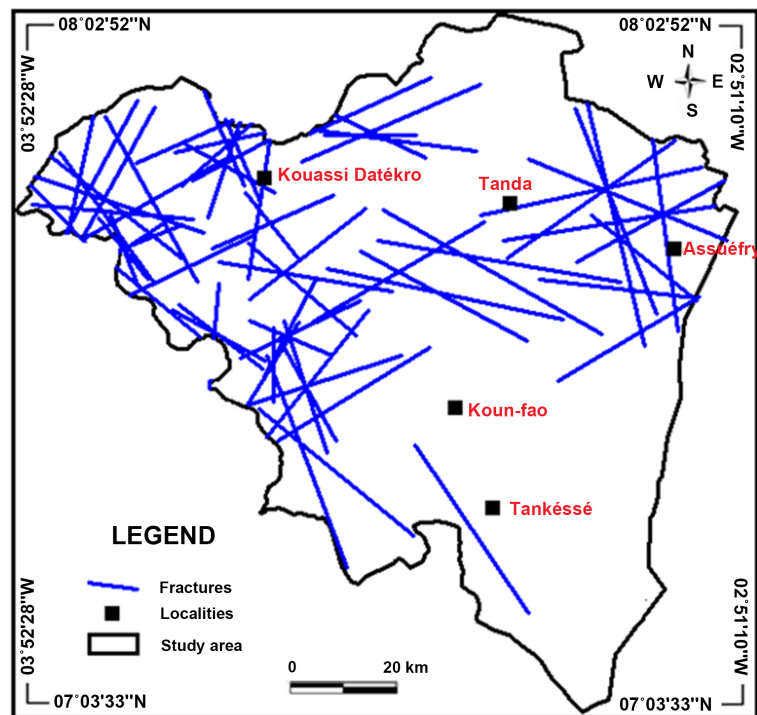 08°02'52''N
08°02'52''N
03°52'28''W
02°51'10''W
N
W E
S
Kouassi Datékro
Tanda
Assuéfry
Koun-fao
Tankéssé
LEGEND
Fractures
Localities
Study area
0 20 km
03°52'28''W
02°51'10''W
07°03'33''N
07°03'33''N